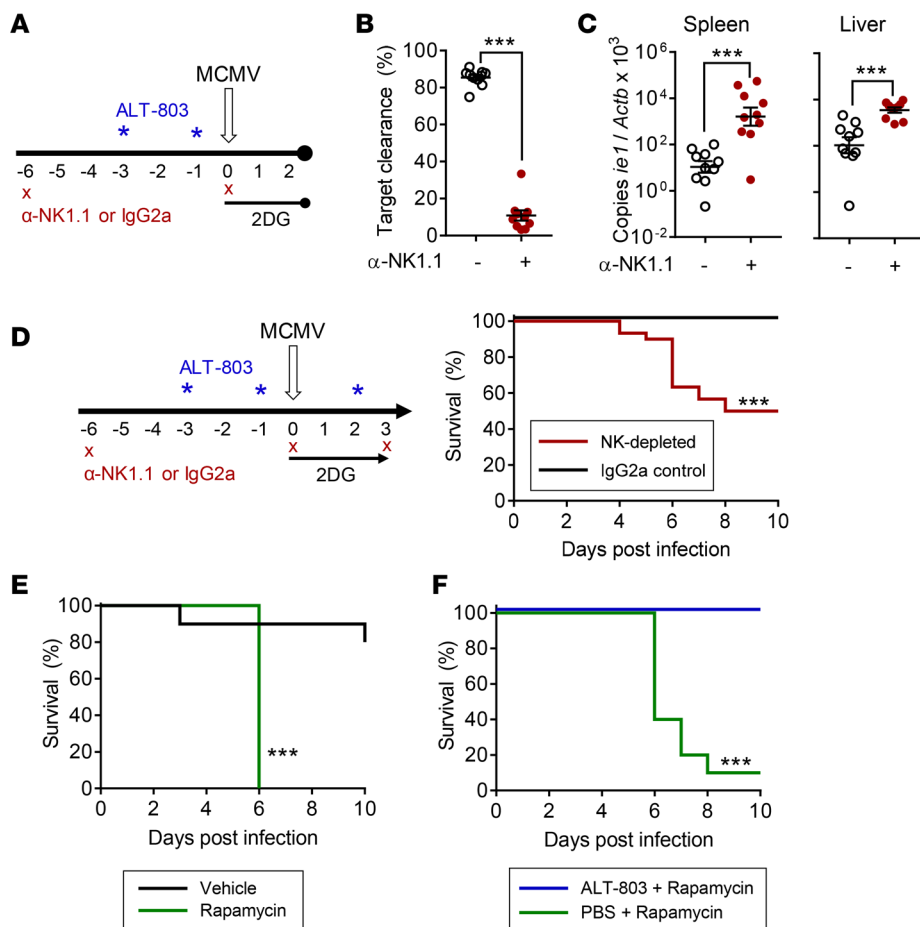 A
MCMV
ALT-803
* *
-6 -5 -4 -3 -2 -1 0 1 2
x x
α-NK1.1 or IgG2a
2DG
B
***
Target clearance (%)
100
80
60
40
20
0
α-NK1.1 - +
C
Spleen Liver
*** ***
Copies ie1 / Actb x 10^3
10^6
10^4
10^2
10^0
10^-2
α-NK1.1 - + - +
D
MCMV
ALT-803
* * *
-6 -5 -4 -3 -2 -1 0 1 2 3
x x x
α-NK1.1 or IgG2a
2DG
Survival (%)
100
80
60
40
20
0
***
NK-depleted
IgG2a control
0 2 4 6 8 10
Days post infection
E
Survival (%)
100
80
60
40
20
0
***
0 2 4 6 8 10
Days post infection
Vehicle
Rapamycin
F
Survival (%)
100
80
60
40
20
0
***
0 2 4 6 8 10
Days post infection
ALT-803 + Rapamycin
PBS + Rapamycin